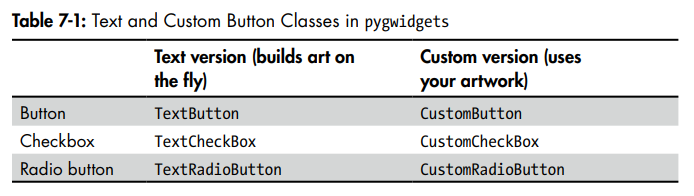 Table 7-1: Text and Custom Button Classes in pygwidgets
Text version (builds art on the fly) Custom version (uses your artwork)
Button TextButton CustomButton
Checkbox TextCheckBox CustomCheckBox
Radio button TextRadioButton CustomRadioButton